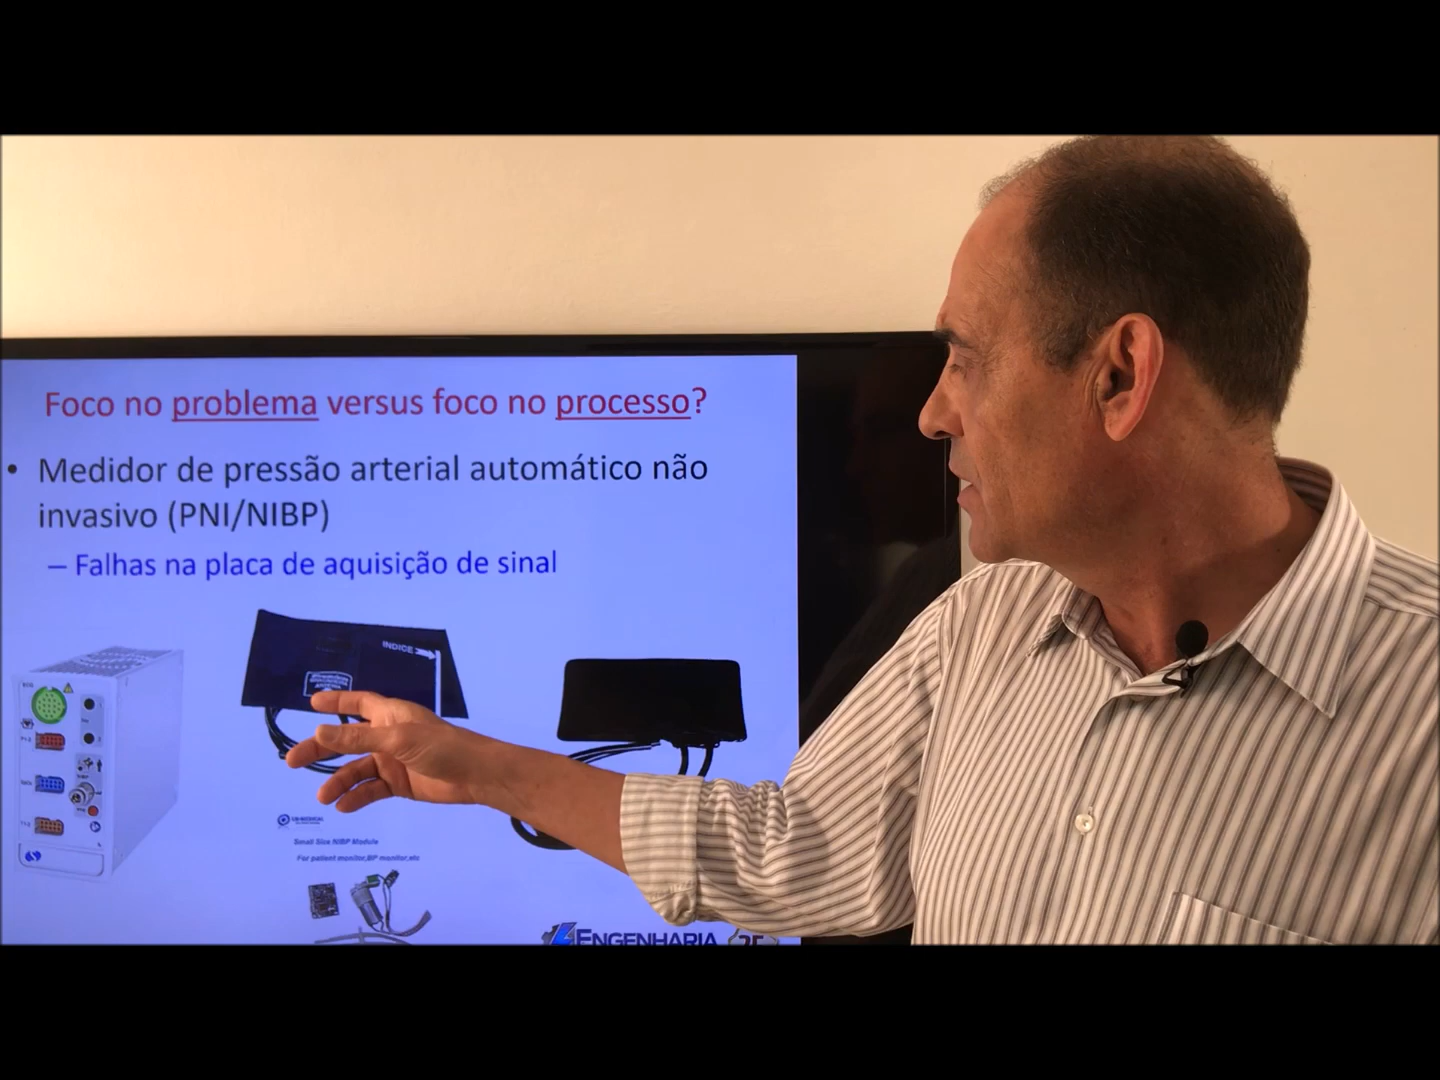 Foco no problema versus foco no processo?
• Medidor de pressão arterial automático não
invasivo (PNI/NIBP)
– Falhas na placa de aquisição de sinal
INDICE
Small Size NIBP Module
For patient monitor,BP monitor,etc
ENGENHARIA